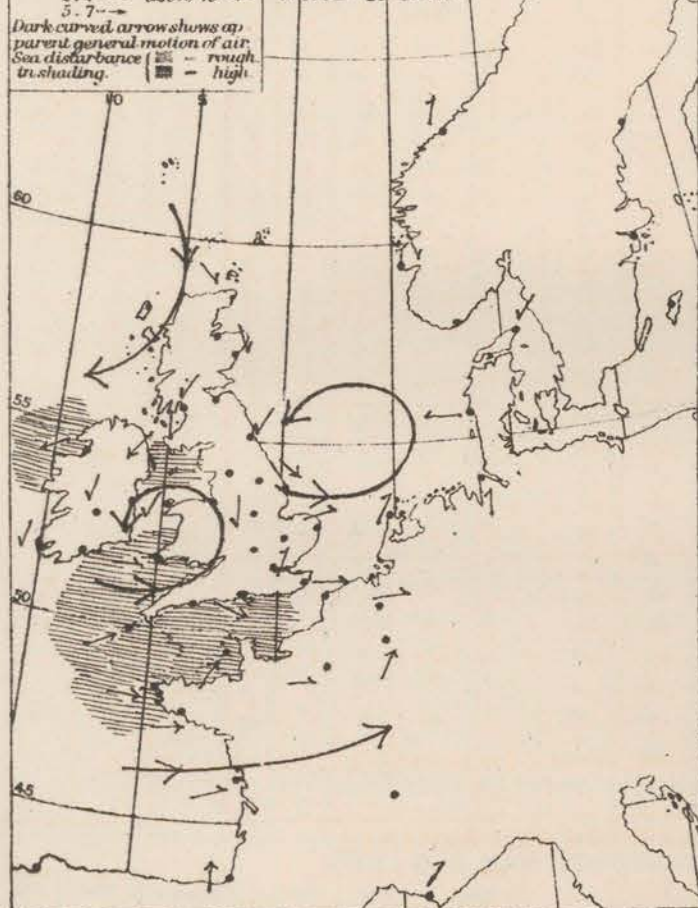 5.7
Dark curved arrow shows ap
parent general motion of air.
Sea disturbance { - rough.
in shading. - high.
10 5
60
55
50
45